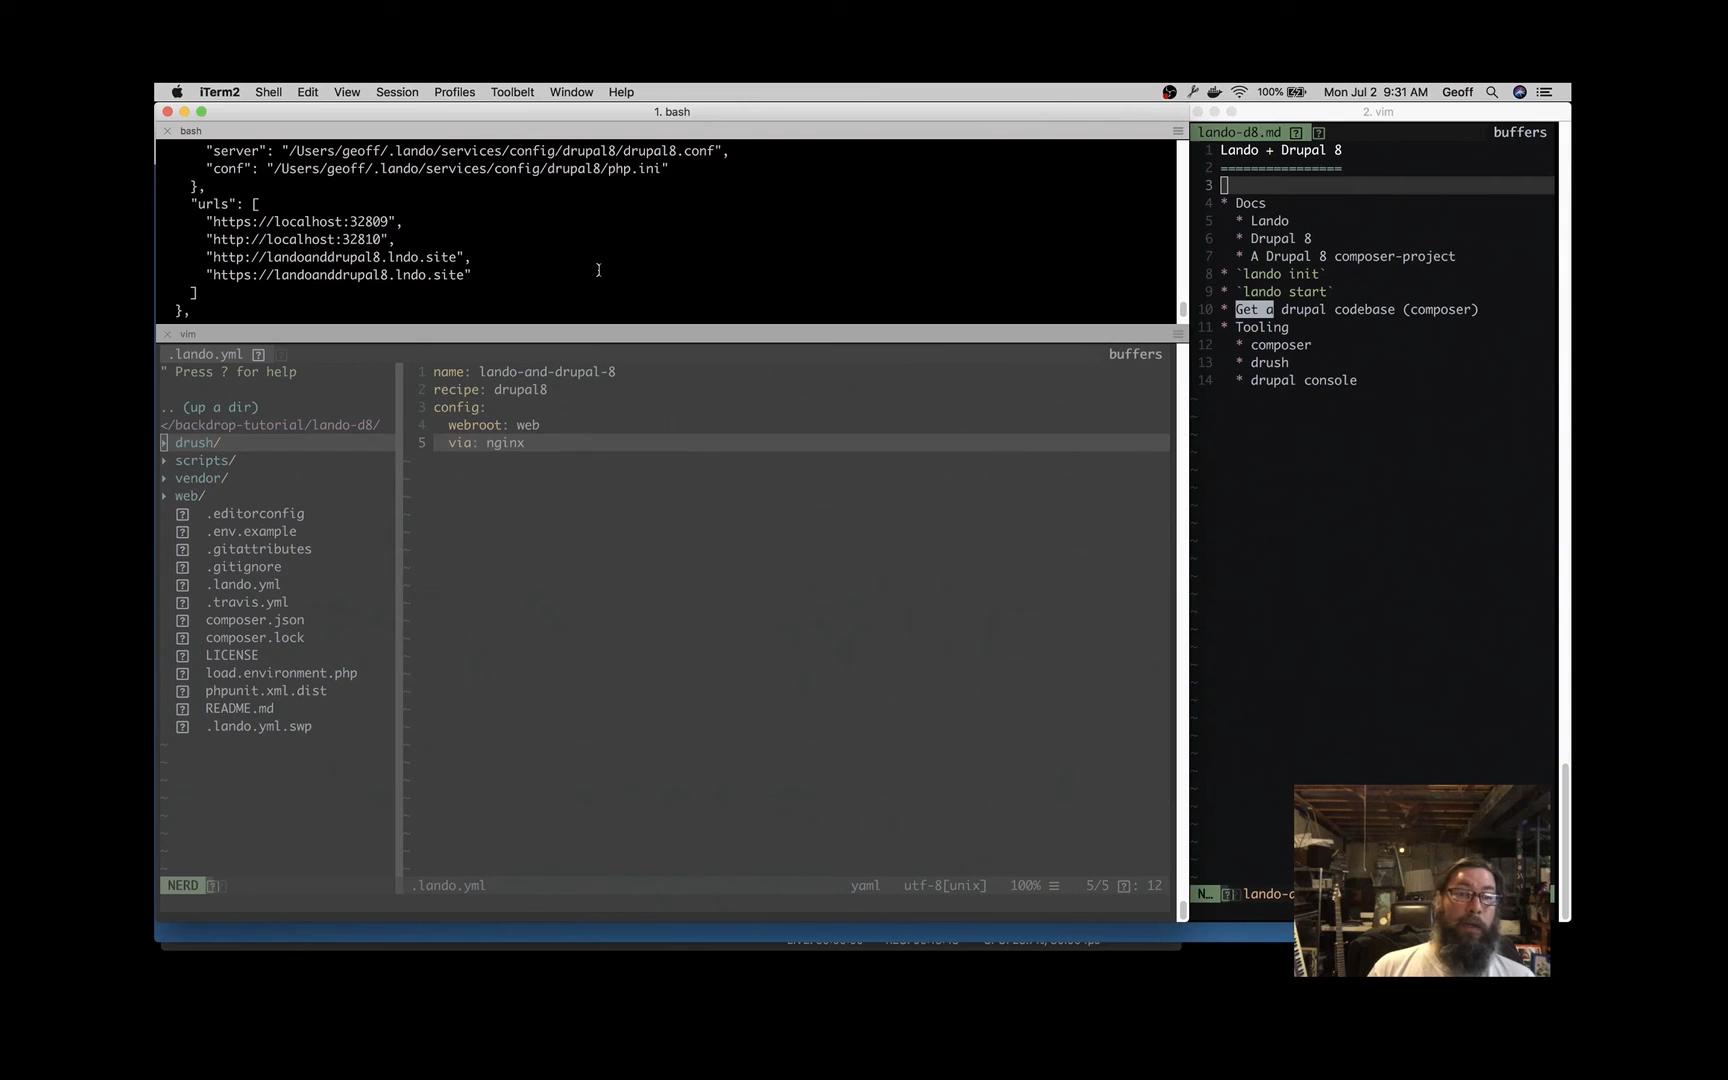 iTerm2 Shell Edit View Session Profiles Toolbelt Window Help
100% Mon Jul 2 9:31 AM Geoff
1. bash
bash
"server": "/Users/geoff/.lando/services/config/drupal8/drupal8.conf",
"conf": "/Users/geoff/.lando/services/config/drupal8/php.ini"
},
"urls": [
"https://localhost:32809",
"http://localhost:32810",
"http://landoanddrupal8.lndo.site",
"https://landoanddrupal8.lndo.site"
]
},
vim
.lando.yml [?] buffers
" Press ? for help
.. (up a dir)
</backdrop-tutorial/lando-d8/
drush/
scripts/
vendor/
web/
[?] .editorconfig
[?] .env.example
[?] .gitattributes
[?] .gitignore
[?] .lando.yml
[?] .travis.yml
[?] composer.json
[?] composer.lock
[?] LICENSE
[?] load.environment.php
[?] phpunit.xml.dist
[?] README.md
[?] .lando.yml.swp
NERD [?]
1 name: lando-and-drupal-8
2 recipe: drupal8
3 config:
4 webroot: web
5 via: nginx
.lando.yml yaml utf-8[unix] 100% 5/5 [?]: 12
2. vim
lando-d8.md [?] [?] buffers
1 Lando + Drupal 8
2 ================
3
4 * Docs
5 * Lando
6 * Drupal 8
7 * A Drupal 8 composer-project
8 * `lando init`
9 * `lando start`
10 * Get a drupal codebase (composer)
11 * Tooling
12 * composer
13 * drush
14 * drupal console
N… [?] lando-d